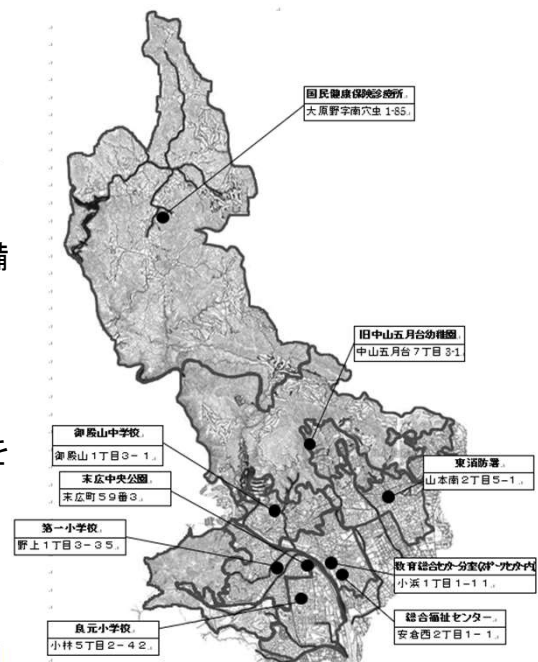 国民健康保険診療所
大原野字南穴虫1-85
備
旧中山五月台幼稚園
中山五月台7丁目3-1
御殿山中学校
御殿山1丁目3-1
を
東消防署
山本南2丁目5-1
末広中央公園
末広町59番3
第一小学校
野上1丁目3-35
教育総合センター分室(スポーツセンター内)
小浜1丁目1-11
総合福祉センター
安倉西2丁目1-1
良元小学校
小林5丁目2-42